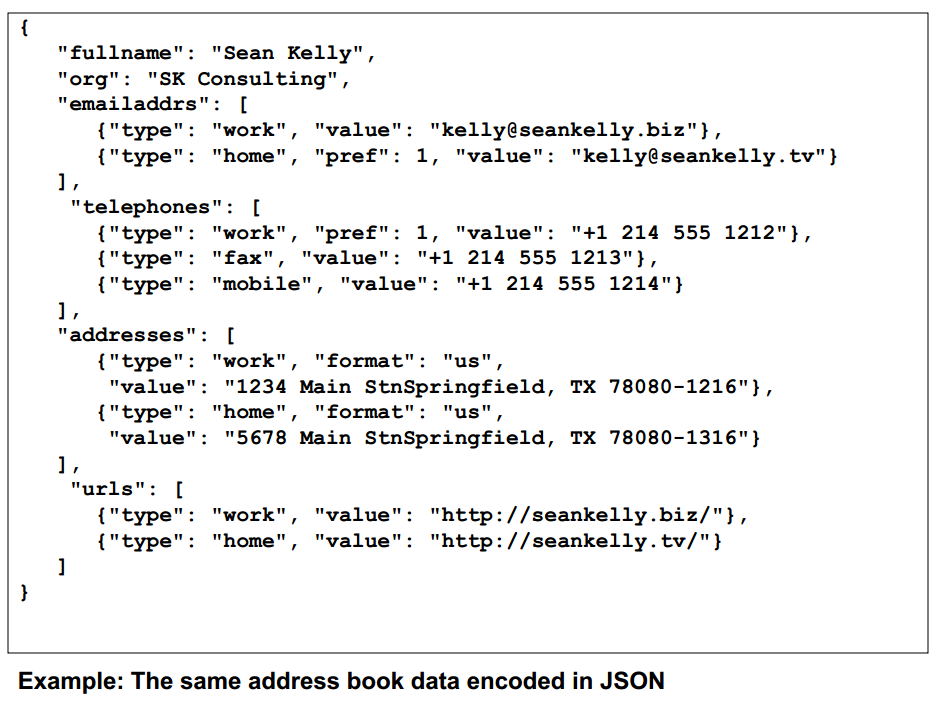 {
"fullname": "Sean Kelly",
"org": "SK Consulting",
"emailaddrs": [
{"type": "work", "value": "kelly@seankelly.biz"},
{"type": "home", "pref": 1, "value": "kelly@seankelly.tv"}
],
"telephones": [
{"type": "work", "pref": 1, "value": "+1 214 555 1212"},
{"type": "fax", "value": "+1 214 555 1213"},
{"type": "mobile", "value": "+1 214 555 1214"}
],
"addresses": [
{"type": "work", "format": "us",
"value": "1234 Main StnSpringfield, TX 78080-1216"},
{"type": "home", "format": "us",
"value": "5678 Main StnSpringfield, TX 78080-1316"}
],
"urls": [
{"type": "work", "value": "http://seankelly.biz/"},
{"type": "home", "value": "http://seankelly.tv/"}
]
}
Example: The same address book data encoded in JSON